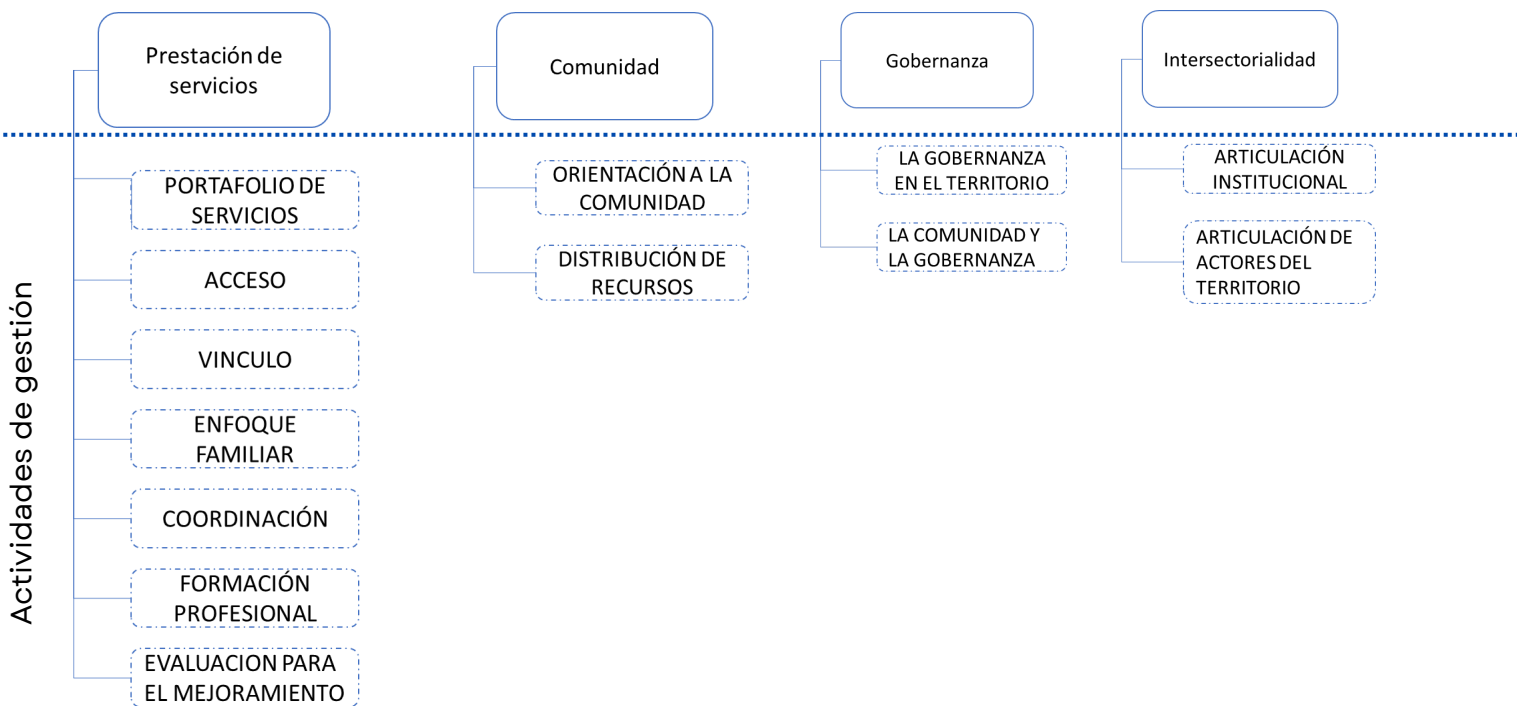 Actividades de gestión
Prestación de
servicios
PORTAFOLIO DE
SERVICIOS
ACCESO
VINCULO
ENFOQUE
FAMILIAR
COORDINACIÓN
FORMACIÓN
PROFESIONAL
EVALUACION PARA
EL MEJORAMIENTO
Comunidad
ORIENTACIÓN A LA
COMUNIDAD
DISTRIBUCIÓN DE
RECURSOS
Gobernanza
LA GOBERNANZA
EN EL TERRITORIO
LA COMUNIDAD Y
LA GOBERNANZA
Intersectorialidad
ARTICULACIÓN
INSTITUCIONAL
ARTICULACIÓN DE
ACTORES DEL
TERRITORIO